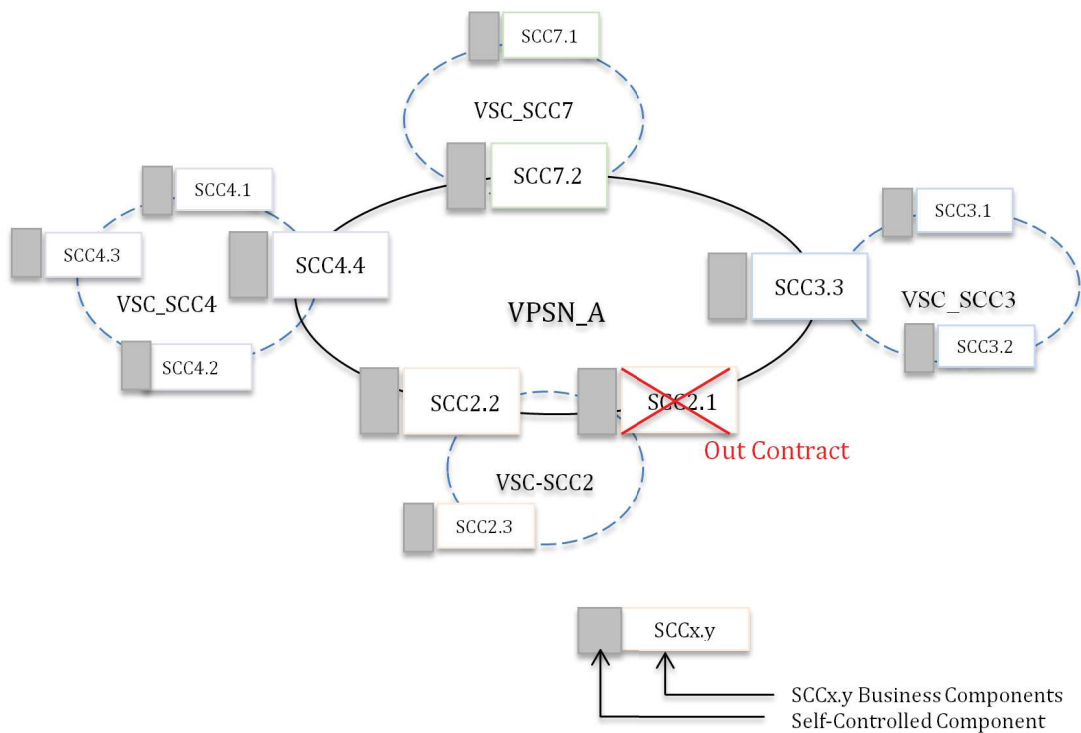 SCC7.1
VSC_SCC7
SCC7.2
SCC4.1
SCC4.3
SCC4.4
VSC_SCC4
SCC4.2
SCC3.1
SCC3.3
VSC_SCC3
SCC3.2
VPSN_A
SCC2.2
SCC2.1
Out Contract
VSC-SCC2
SCC2.3
SCCx.y
SCCx.y Business Components
Self-Controlled Component